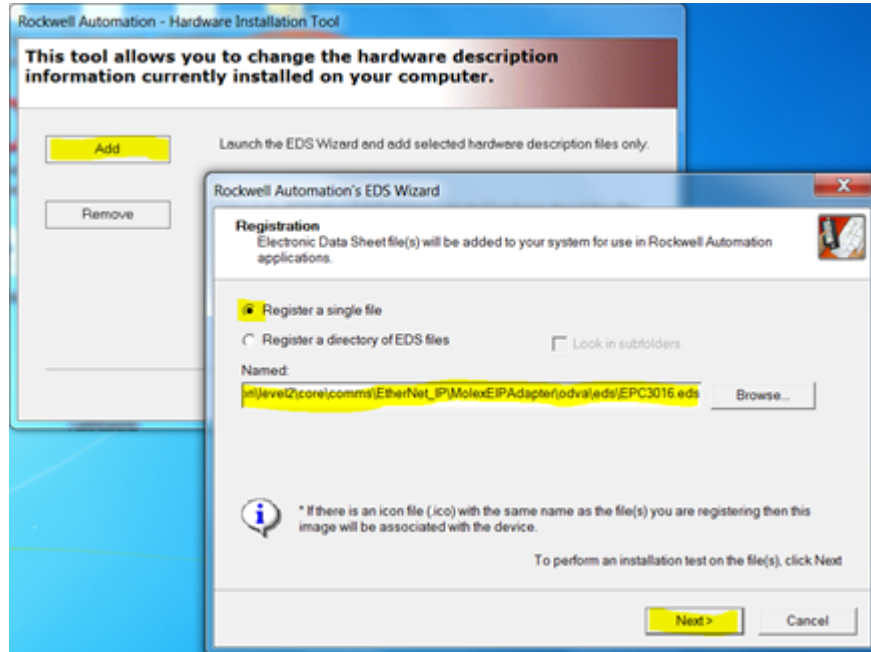 Rockwell Automation - Hardware Installation Tool
This tool allows you to change the hardware description
information currently installed on your computer.
Add
Launch the EDS Wizard and add selected hardware description files only.
Remove
Rockwell Automation's EDS Wizard
X
Registration
Electronic Data Sheet file(s) will be added to your system for use in Rockwell Automation
applications.
Register a single file
Register a directory of EDS files
Look in subfolders
Named:
\level2\core\comms\EtherNet_IP\MolexEIPAdapter\odva\eds\EPC3016.eds
Browse...
i
* If there is an icon file (.ico) with the same name as the file(s) you are registering then this
image will be associated with the device.
To perform an installation test on the file(s), click Next
Next >
Cancel